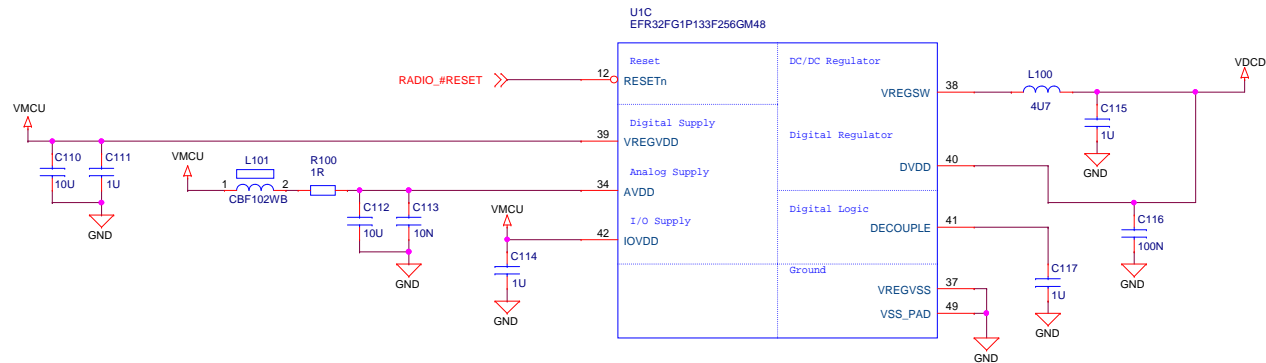 U1C
EFR32FG1P133F256GM48
Reset
DC/DC Regulator
RADIO_#RESET
12
RESETn
38
VREGSW
L100
4U7
VDCD
C115
1U
VMCU
Digital Supply
39
VREGVDD
Digital Regulator
C110
10U
C111
1U
GND
VMCU
L101
1
2
CBF102WB
R100
1R
Analog Supply
34
AVDD
40
DVDD
GND
C112
10U
C113
10N
GND
VMCU
I/O Supply
42
IOVDD
Digital Logic
41
DECOUPLE
C116
100N
GND
C114
1U
GND
Ground
C117
1U
GND
37
VREGVSS
49
VSS_PAD
GND